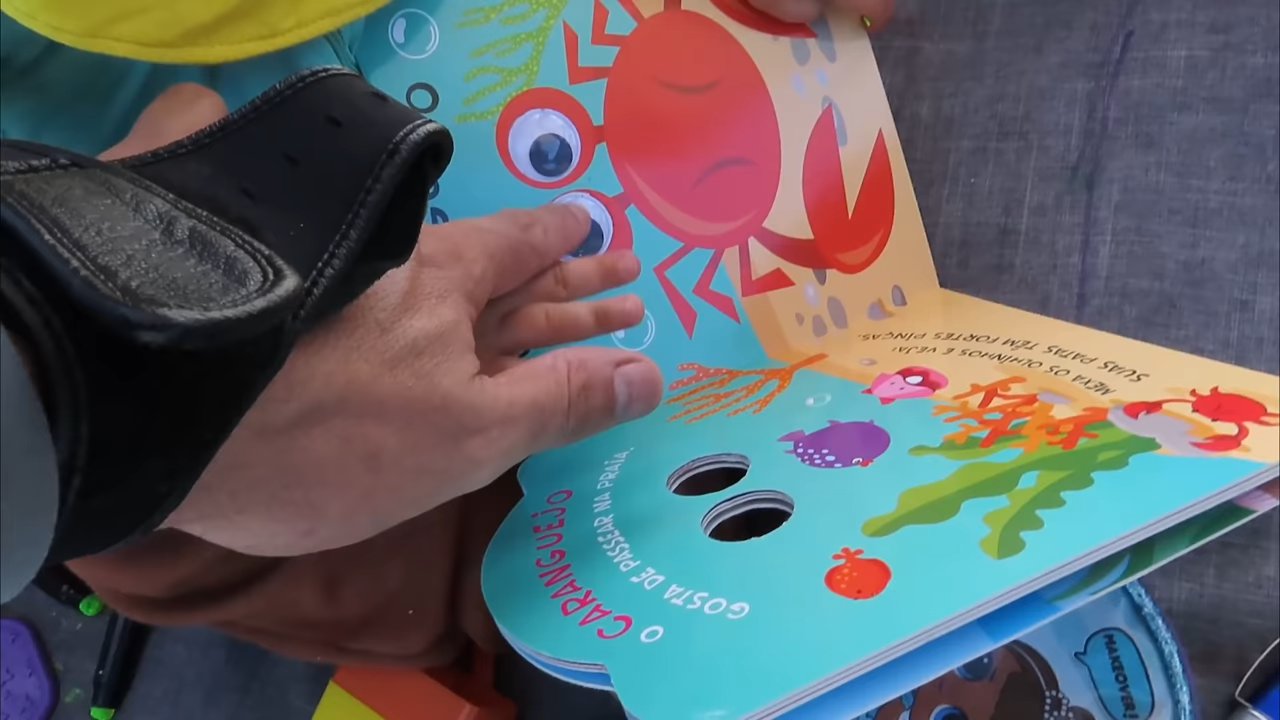 O CARANGUEJO
GOSTA DE PASSEAR NA PRAIA.
MEXA OS OLHINHOS E VEJA!
SUAS PATAS TÊM FORTES PINÇAS.
MAKEOVER!